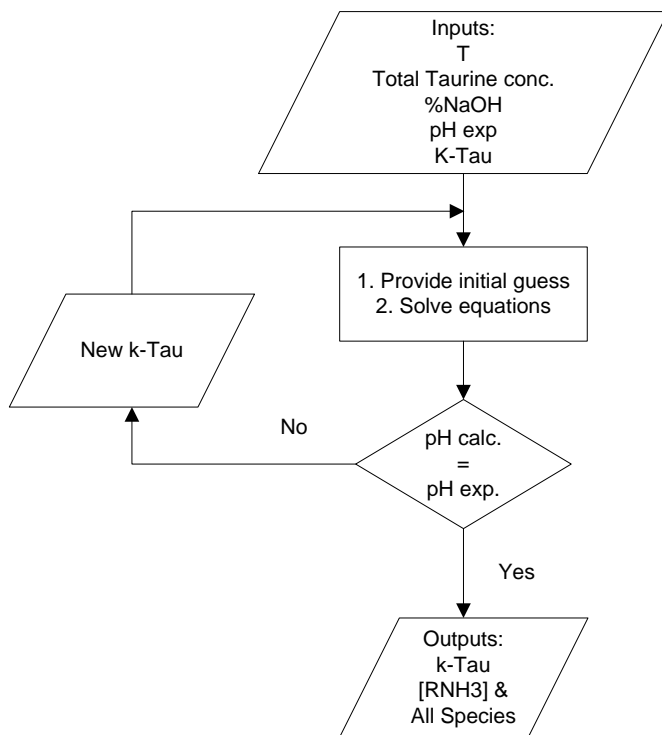 Inputs:
T
Total Taurine conc.
%NaOH
pH exp
K-Tau
1. Provide initial guess
2. Solve equations
New k-Tau
No
pH calc.
=
pH exp.
Yes
Outputs:
k-Tau
[RNH3] &
All Species